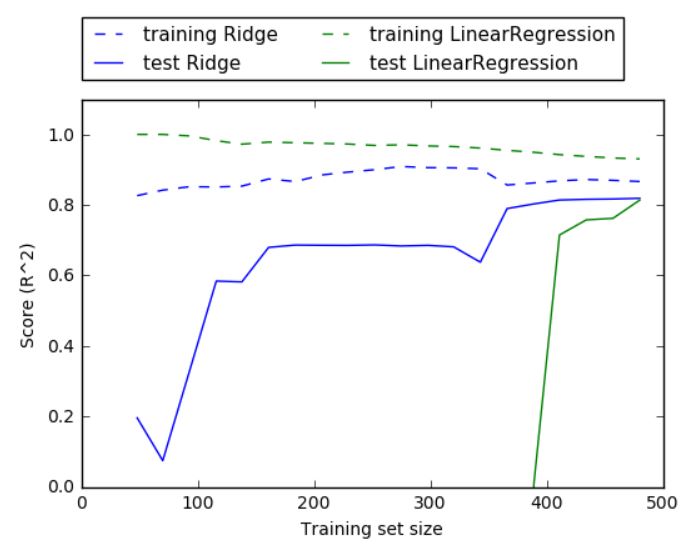 training Ridge
training LinearRegression
test Ridge
test LinearRegression
1.0
0.8
0.6
0.4
0.2
0.0
Score (R^2)
0
100
200
300
400
500
Training set size